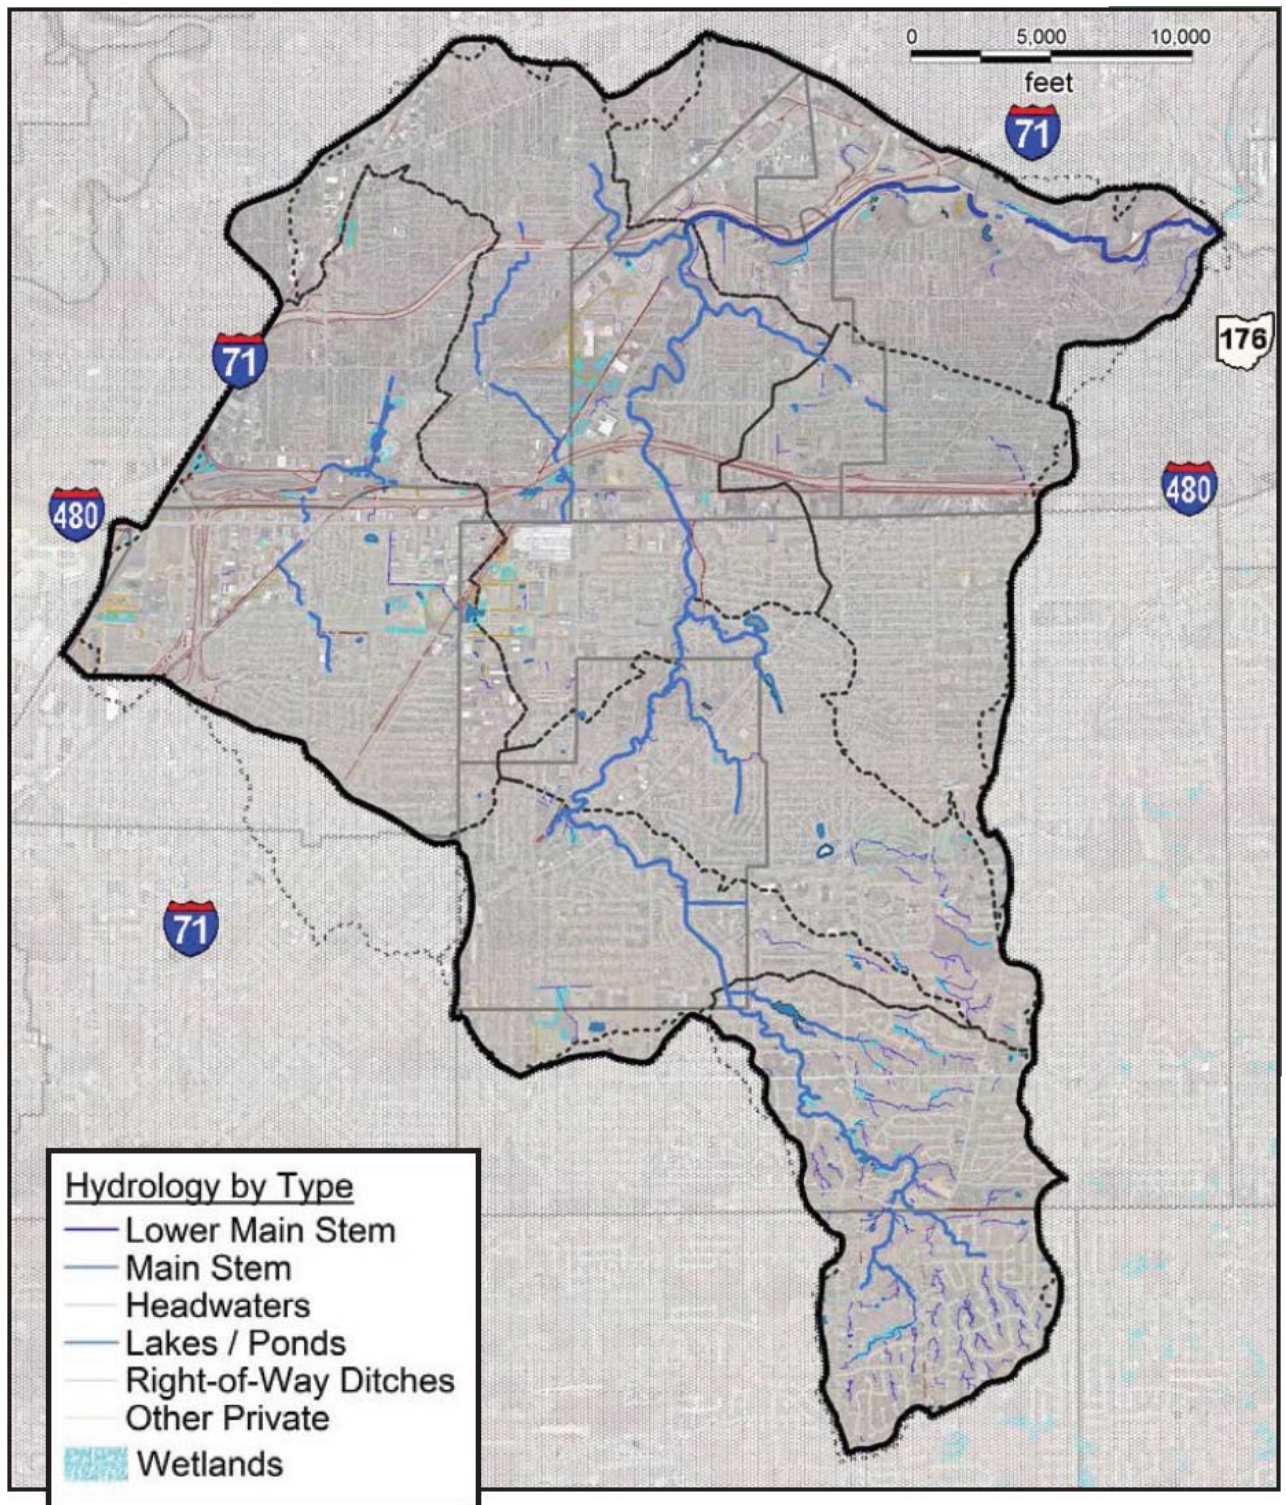 0 5,000 10,000
feet
71
176
71
480
480
71
Hydrology by Type
Lower Main Stem
Main Stem
Headwaters
Lakes / Ponds
Right-of-Way Ditches
Other Private
Wetlands